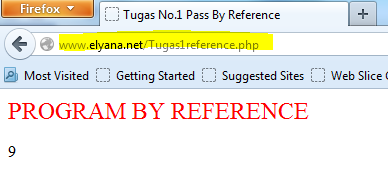 Firefox
Tugas No.1 Pass By Reference
www.elyana.net/Tugas1reference.php
Most Visited Getting Started Suggested Sites Web Slice G
PROGRAM BY REFERENCE
9